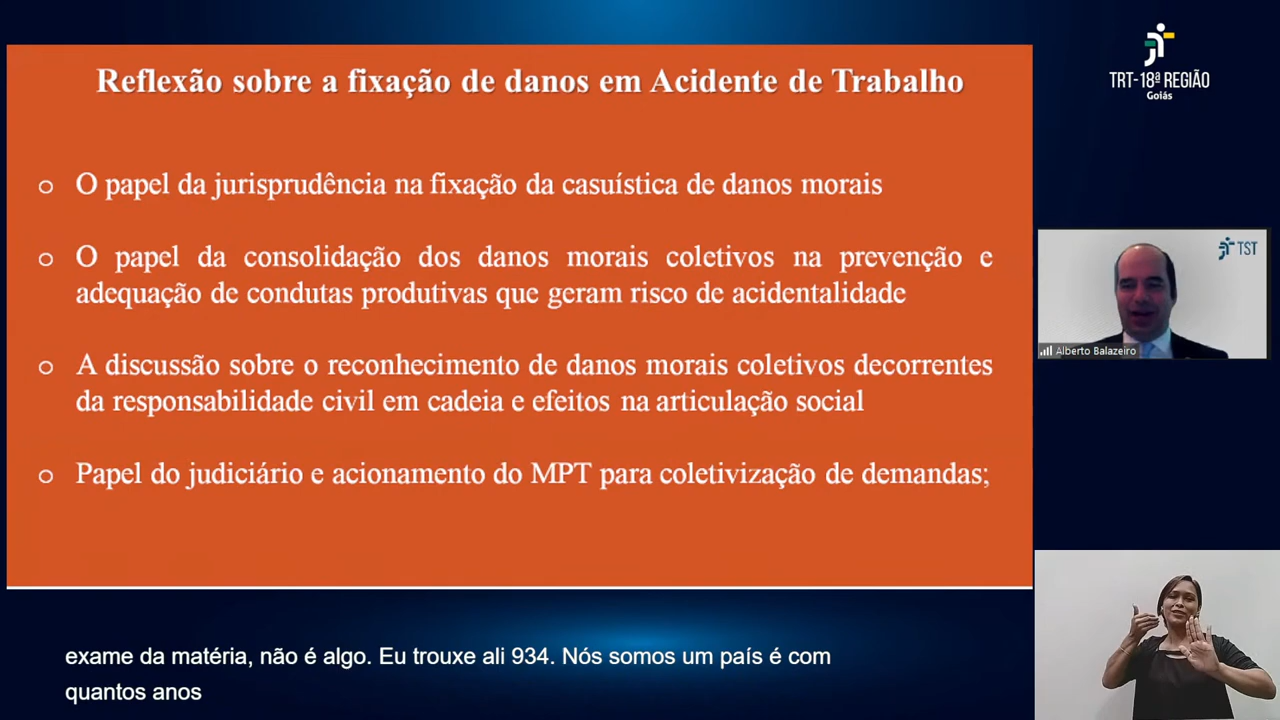 Reflexão sobre a fixação de danos em Acidente de Trabalho
o O papel da jurisprudência na fixação da casuística de danos morais
o O papel da consolidação dos danos morais coletivos na prevenção e
adequação de condutas produtivas que geram risco de acidentalidade
o A discussão sobre o reconhecimento de danos morais coletivos decorrentes
da responsabilidade civil em cadeia e efeitos na articulação social
o Papel do judiciário e acionamento do MPT para coletivização de demandas;
TRT-18ª REGIÃO
Goiás
TST
Alberto Balazeiro
exame da matéria, não é algo. Eu trouxe ali 934. Nós somos um país é com
quantos anos